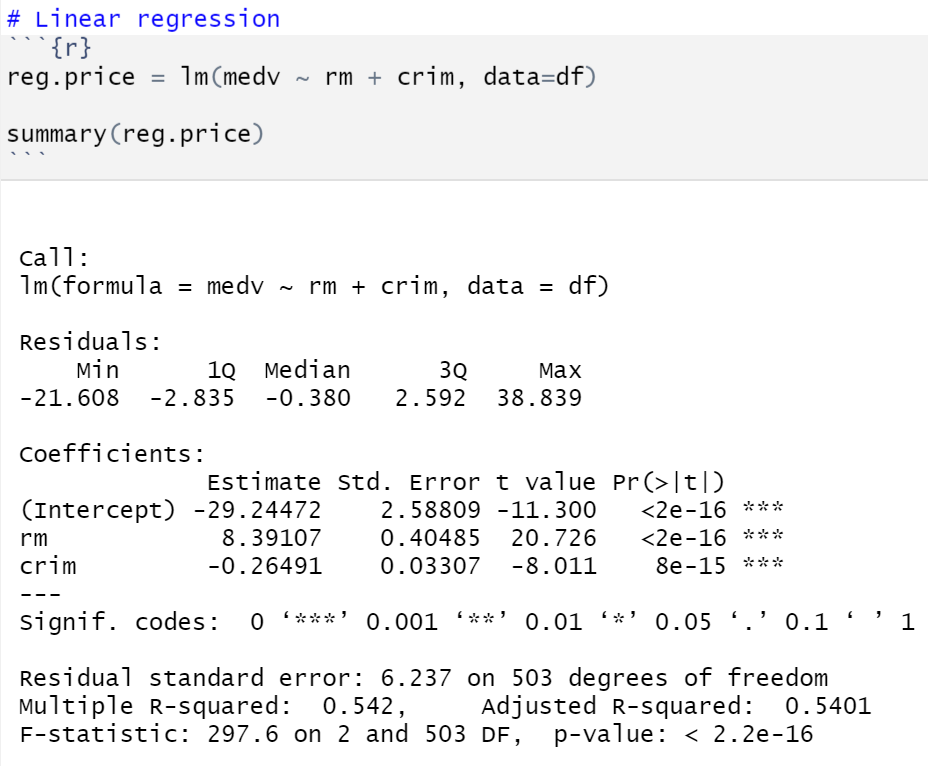 # Linear regression
```{r}
reg.price = lm(medv ~ rm + crim, data=df)
summary(reg.price)
```
Call:
lm(formula = medv ~ rm + crim, data = df)
Residuals:
    Min      1Q  Median      3Q     Max
-21.608  -2.835  -0.380   2.592  38.839
Coefficients:
             Estimate Std. Error t value Pr(>|t|)
(Intercept) -29.24472    2.58809 -11.300   <2e-16 ***
rm            8.39107    0.40485  20.726   <2e-16 ***
crim         -0.26491    0.03307  -8.011    8e-15 ***
---
Signif. codes:  0 ‘***’ 0.001 ‘**’ 0.01 ‘*’ 0.05 ‘.’ 0.1 ‘ ’ 1
Residual standard error: 6.237 on 503 degrees of freedom
Multiple R-squared:  0.542,     Adjusted R-squared:  0.5401
F-statistic: 297.6 on 2 and 503 DF,  p-value: < 2.2e-16